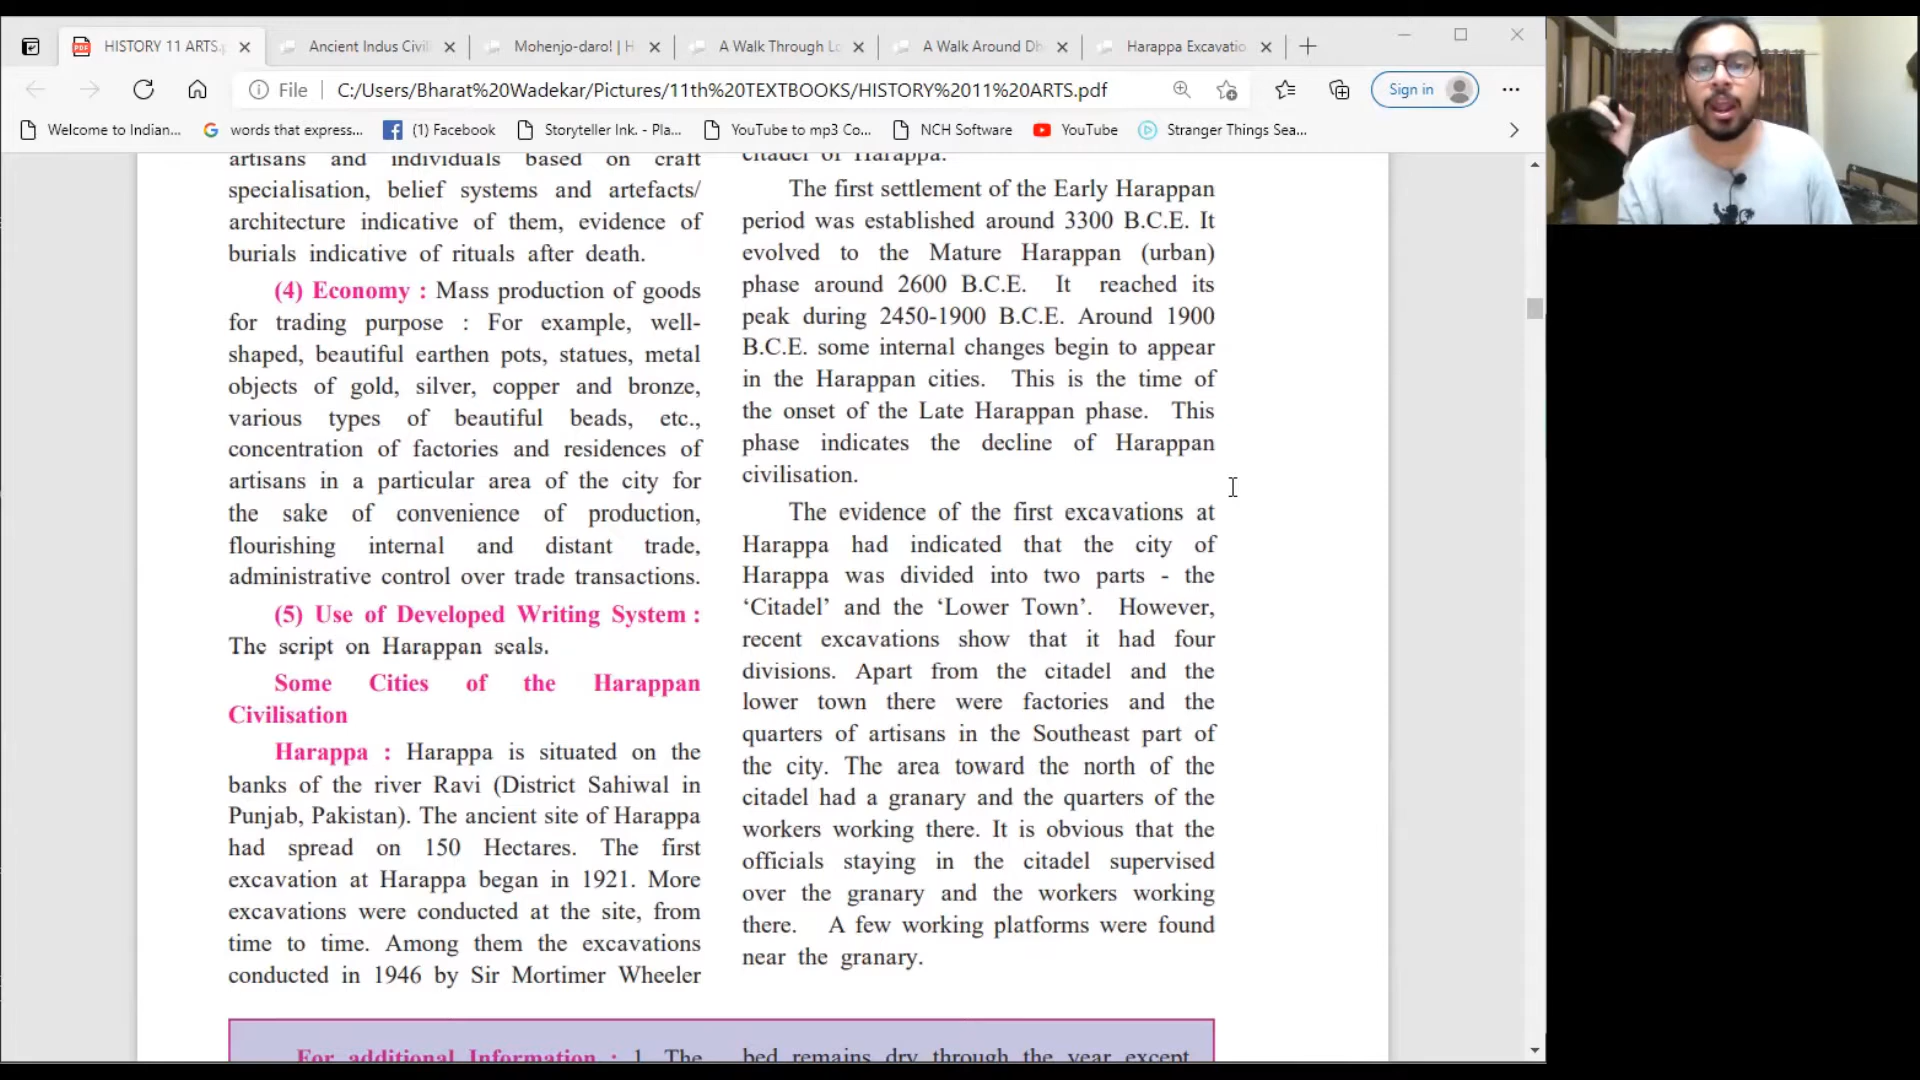 HISTORY 11 ARTS.
Ancient Indus Civil
Mohenjo-daro! | H
A Walk Through Lo
A Walk Around Dh
Harappa Excavatio
File
C:/Users/Bharat%20Wadekar/Pictures/11th%20TEXTBOOKS/HISTORY%2011%20ARTS.pdf
Sign in
Welcome to Indian...
words that express...
(1) Facebook
Storyteller Ink. - Pla...
YouTube to mp3 Co...
NCH Software
YouTube
Stranger Things Sea...
artisans and individuals based on craft
specialisation, belief systems and artefacts/
architecture indicative of them, evidence of
burials indicative of rituals after death.
(4) Economy : Mass production of goods
for trading purpose : For example, well-
shaped, beautiful earthen pots, statues, metal
objects of gold, silver, copper and bronze,
various types of beautiful beads, etc.,
concentration of factories and residences of
artisans in a particular area of the city for
the sake of convenience of production,
flourishing internal and distant trade,
administrative control over trade transactions.
(5) Use of Developed Writing System :
The script on Harappan seals.
Some Cities of the Harappan
Civilisation
Harappa : Harappa is situated on the
banks of the river Ravi (District Sahiwal in
Punjab, Pakistan). The ancient site of Harappa
had spread on 150 Hectares. The first
excavation at Harappa began in 1921. More
excavations were conducted at the site, from
time to time. Among them the excavations
conducted in 1946 by Sir Mortimer Wheeler
citadel of Harappa.
The first settlement of the Early Harappan
period was established around 3300 B.C.E. It
evolved to the Mature Harappan (urban)
phase around 2600 B.C.E. It reached its
peak during 2450-1900 B.C.E. Around 1900
B.C.E. some internal changes begin to appear
in the Harappan cities. This is the time of
the onset of the Late Harappan phase. This
phase indicates the decline of Harappan
civilisation.
The evidence of the first excavations at
Harappa had indicated that the city of
Harappa was divided into two parts - the
‘Citadel’ and the ‘Lower Town’. However,
recent excavations show that it had four
divisions. Apart from the citadel and the
lower town there were factories and the
quarters of artisans in the Southeast part of
the city. The area toward the north of the
citadel had a granary and the quarters of the
workers working there. It is obvious that the
officials staying in the citadel supervised
over the granary and the workers working
there. A few working platforms were found
near the granary.
For additional Information : 1. The
bed remains dry through the year except